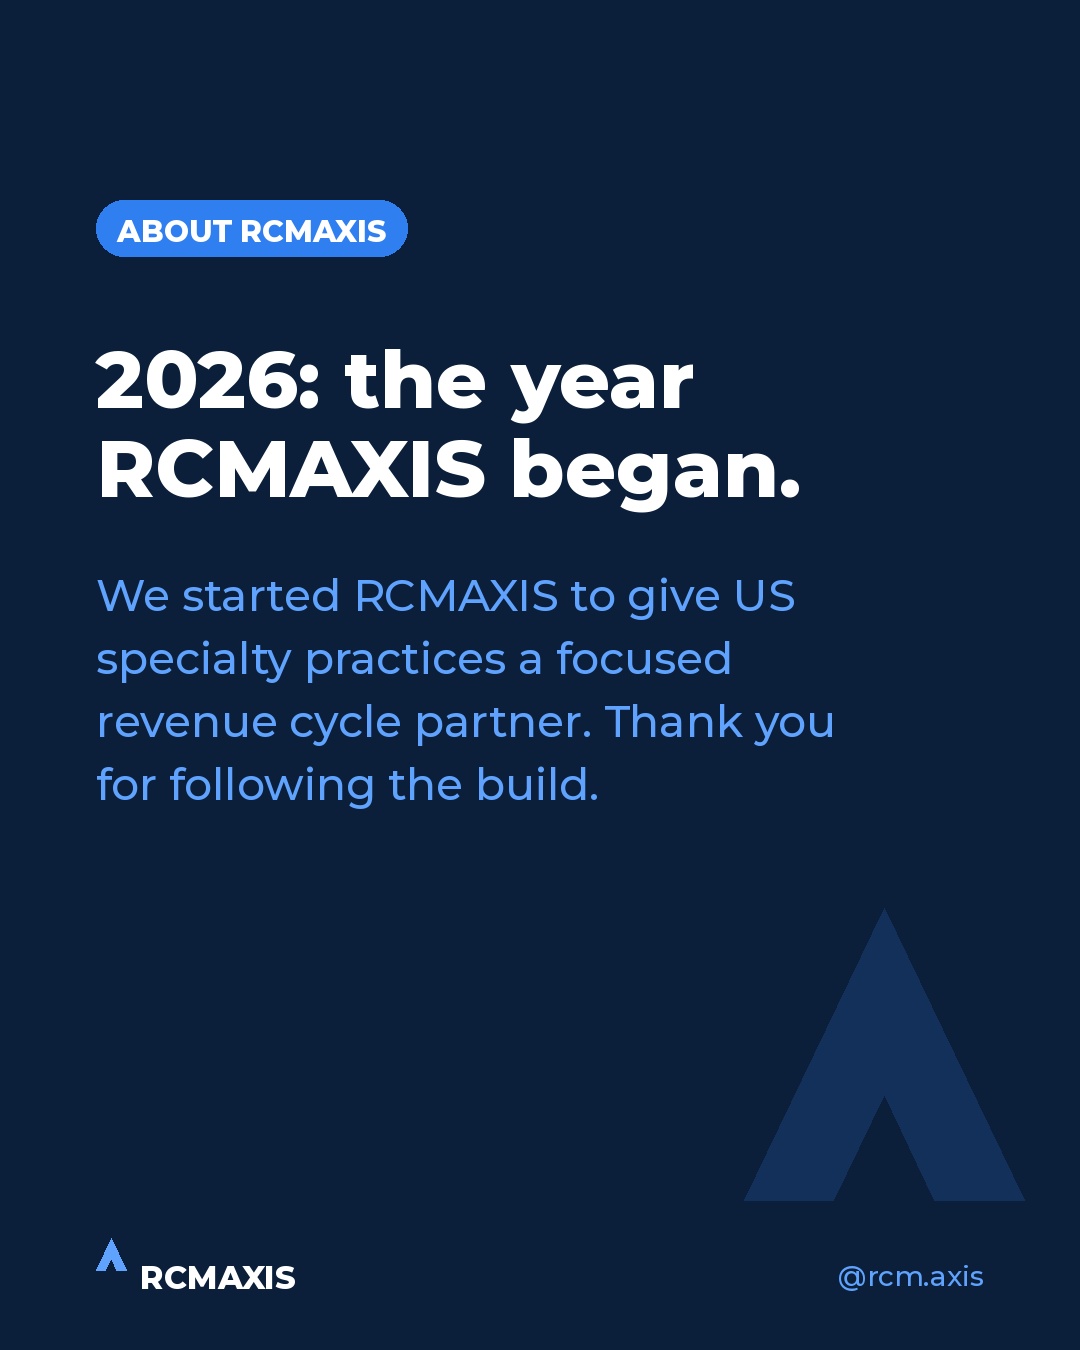 ABOUT RCMAXIS
2026: the year
RCMAXIS began.
We started RCMAXIS to give US
specialty practices a focused
revenue cycle partner. Thank you
for following the build.
RCMAXIS
@rcm.axis